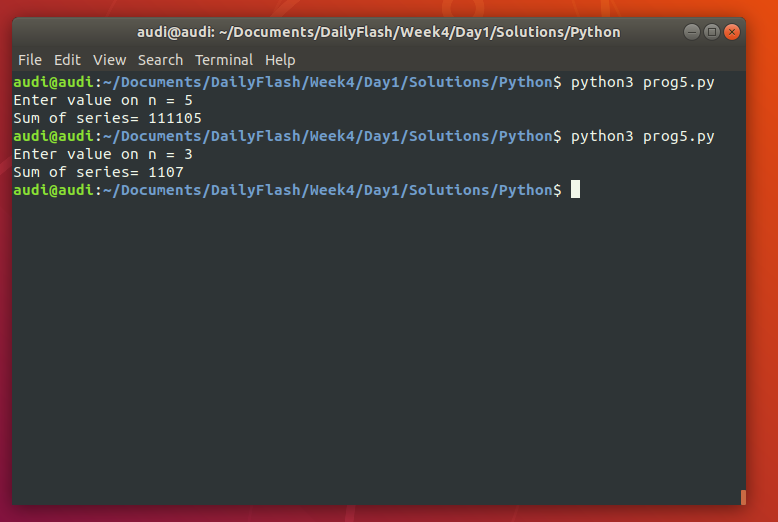 audi@audi: ~/Documents/DailyFlash/Week4/Day1/Solutions/Python
File Edit View Search Terminal Help
audi@audi:~/Documents/DailyFlash/Week4/Day1/Solutions/Python$ python3 prog5.py
Enter value on n = 5
Sum of series= 111105
audi@audi:~/Documents/DailyFlash/Week4/Day1/Solutions/Python$ python3 prog5.py
Enter value on n = 3
Sum of series= 1107
audi@audi:~/Documents/DailyFlash/Week4/Day1/Solutions/Python$